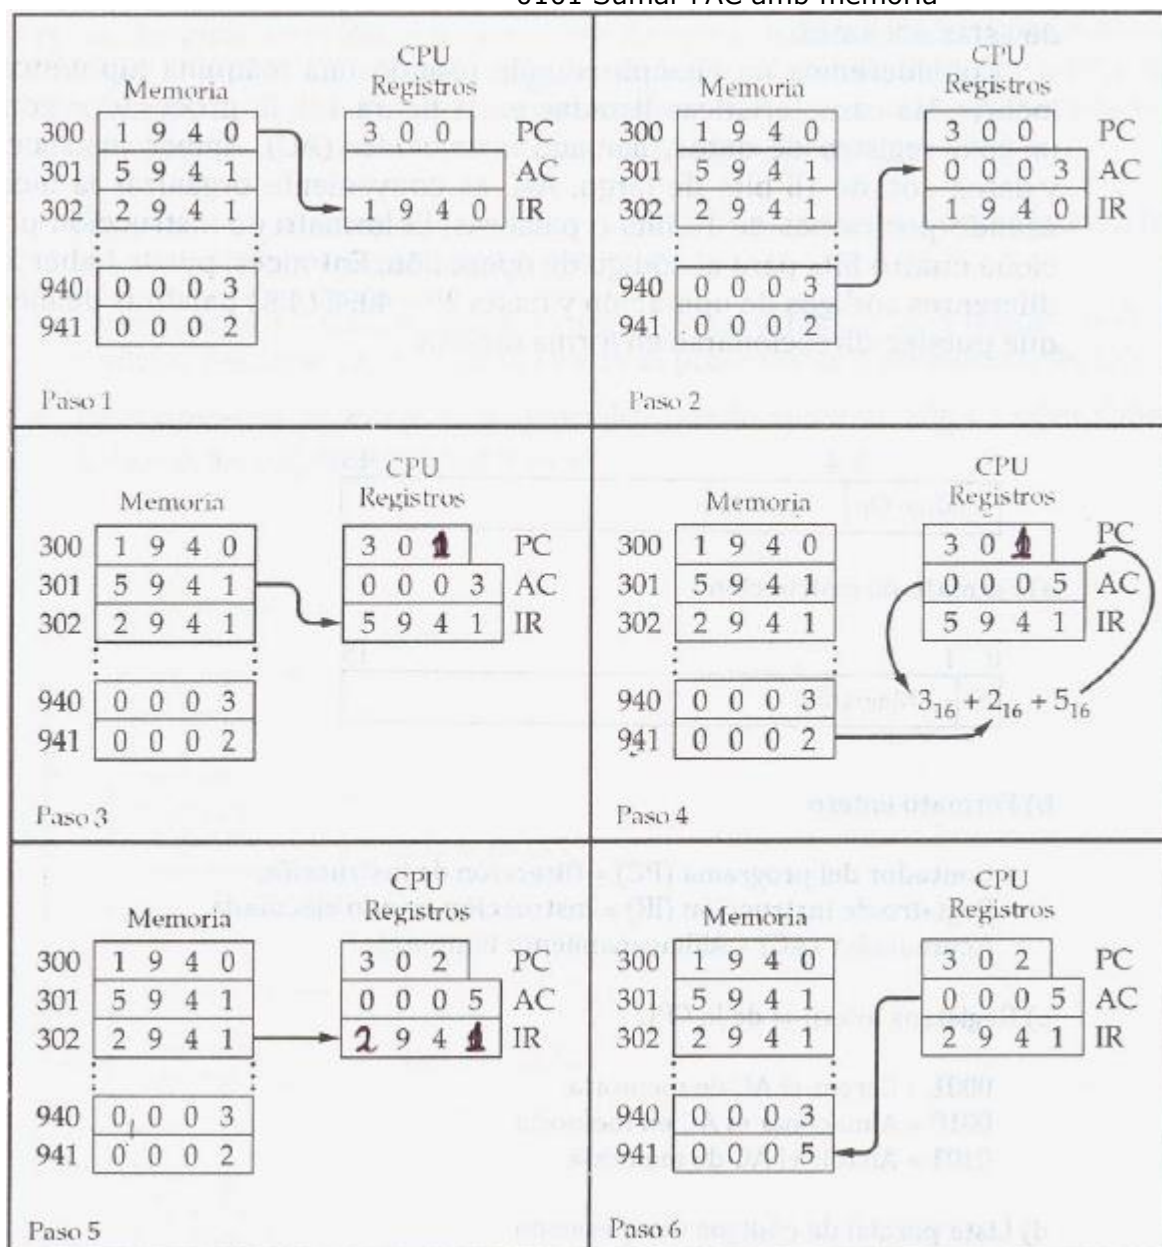 0101 Sumar l'AC amb memòria
CPU
Memoria Registros
300 1 9 4 0 3 0 0 PC
301 5 9 4 1 AC
302 2 9 4 1 1 9 4 0 IR
940 0 0 0 3
941 0 0 0 2
Paso 1
CPU
Memoria Registros
300 1 9 4 0 3 0 0 PC
301 5 9 4 1 0 0 0 3 AC
302 2 9 4 1 1 9 4 0 IR
940 0 0 0 3
941 0 0 0 2
Paso 2
CPU
Memoria Registros
300 1 9 4 0 3 0 1 PC
301 5 9 4 1 0 0 0 3 AC
302 2 9 4 1 5 9 4 1 IR
940 0 0 0 3
941 0 0 0 2
Paso 3
CPU
Memoria Registros
300 1 9 4 0 3 0 1 PC
301 5 9 4 1 0 0 0 5 AC
302 2 9 4 1 5 9 4 1 IR
940 0 0 0 3 3₁₆ + 2₁₆ + 5₁₆
941 0 0 0 2
Paso 4
CPU
Memoria Registros
300 1 9 4 0 3 0 2 PC
301 5 9 4 1 0 0 0 5 AC
302 2 9 4 1 2 9 4 1 IR
940 0 0 0 3
941 0 0 0 2
Paso 5
CPU
Memoria Registros
300 1 9 4 0 3 0 2 PC
301 5 9 4 1 0 0 0 5 AC
302 2 9 4 1 2 9 4 1 IR
940 0 0 0 3
941 0 0 0 5
Paso 6